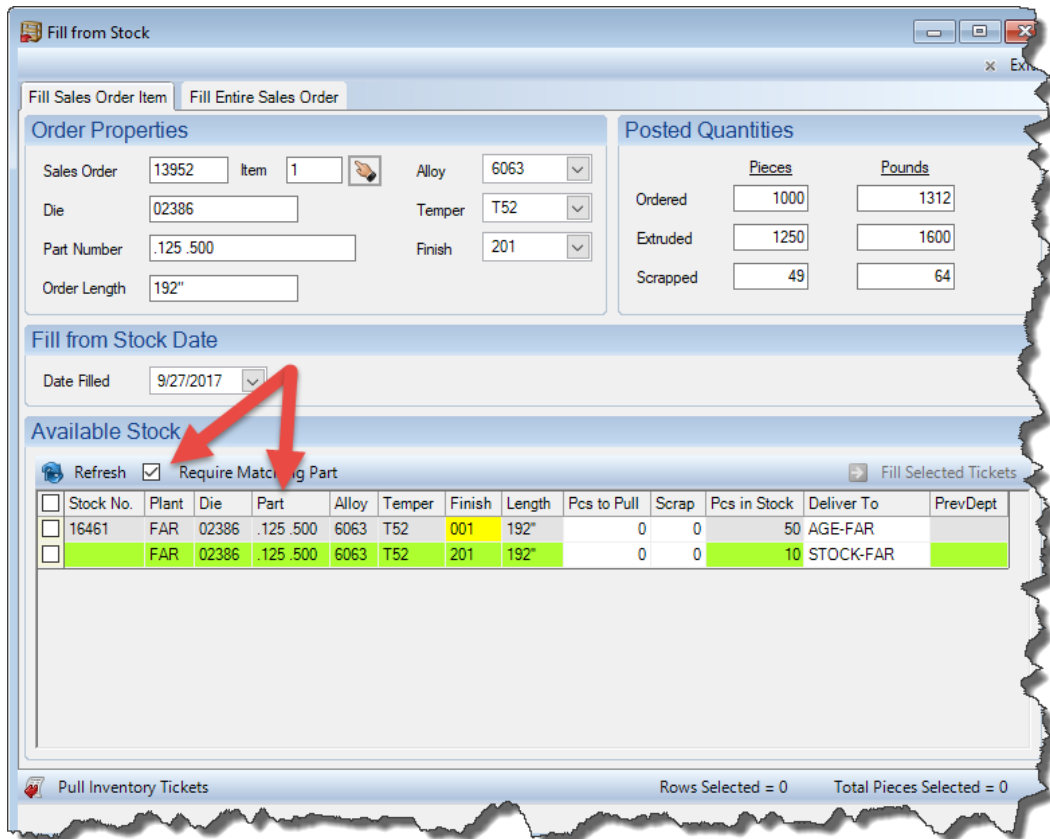 Fill from Stock
Fill Sales Order Item Fill Entire Sales Order
Order Properties
Sales Order 13952 Item 1 Alloy 6063
Die 02386 Temper T52
Part Number .125 .500 Finish 201
Order Length 192"
Posted Quantities
Pieces Pounds
Ordered 1000 1312
Extruded 1250 1600
Scrapped 49 64
Fill from Stock Date
Date Filled 9/27/2017
Available Stock
Refresh Require Matching Part Fill Selected Tickets
Stock No. Plant Die Part Alloy Temper Finish Length Pcs to Pull Scrap Pcs in Stock Deliver To PrevDept
16461 FAR 02386 .125 .500 6063 T52 001 192" 0 0 50 AGE-FAR
FAR 02386 .125 .500 6063 T52 201 192" 0 0 10 STOCK-FAR
Pull Inventory Tickets Rows Selected = 0 Total Pieces Selected = 0